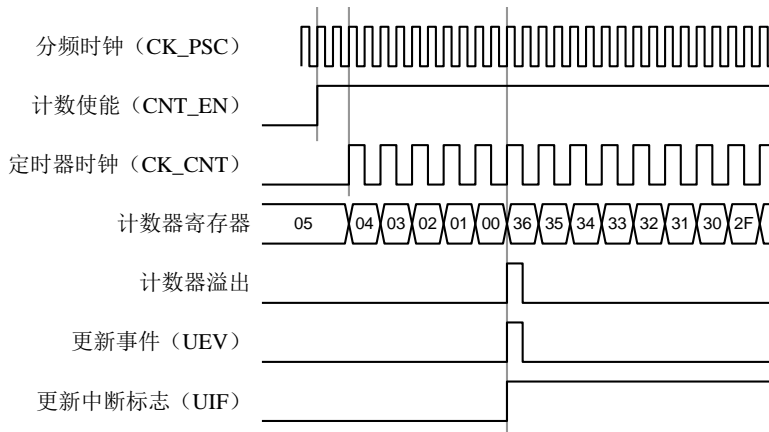 分频时钟（CK_PSC）
计数使能（CNT_EN）
定时器时钟（CK_CNT）
计数器寄存器 05 04 03 02 01 00 36 35 34 33 32 31 30 2F
计数器溢出
更新事件（UEV）
更新中断标志（UIF）